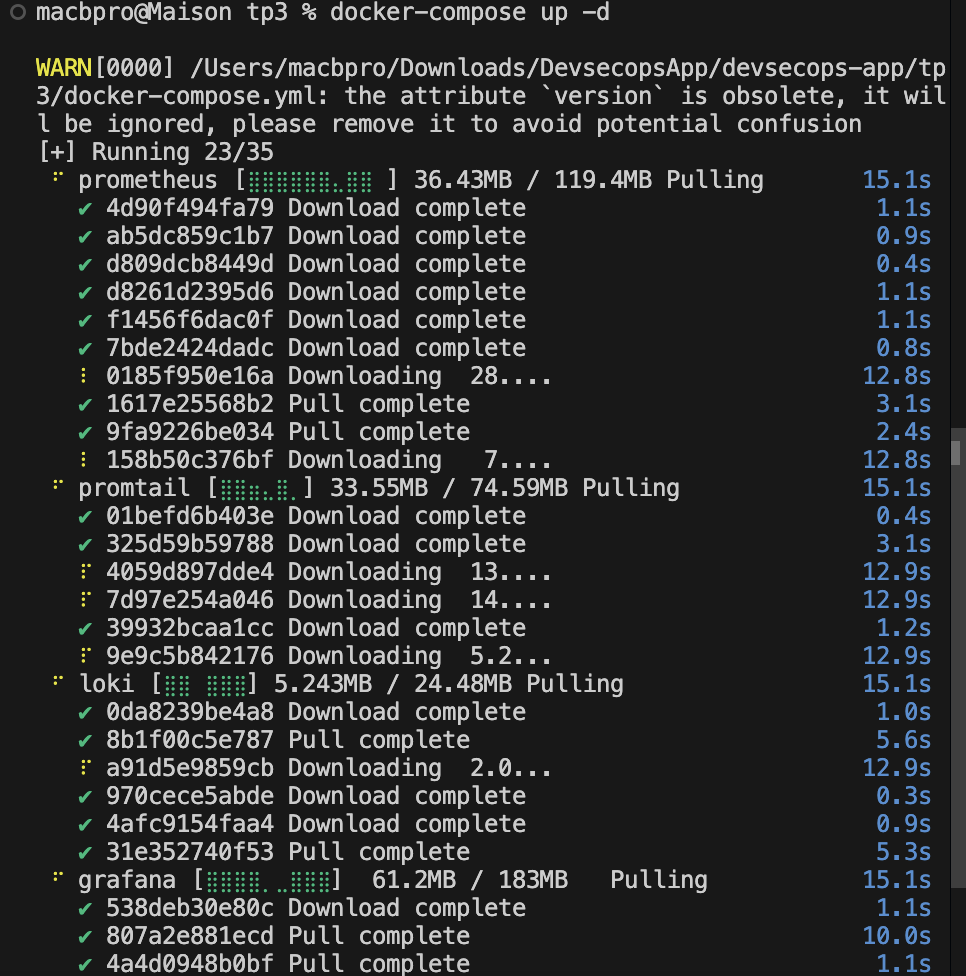 macbpro@Maison tp3 % docker-compose up -d
WARN[0000] /Users/macbpro/Downloads/DevsecopsApp/devsecops-app/tp
3/docker-compose.yml: the attribute `version` is obsolete, it wil
l be ignored, please remove it to avoid potential confusion
[+] Running 23/35
prometheus [⣿⣿⣿⣿⣿⣿⣄⣿⣿ ] 36.43MB / 119.4MB Pulling 15.1s
✔ 4d90f494fa79 Download complete 1.1s
✔ ab5dc859c1b7 Download complete 0.9s
✔ d809dcb8449d Download complete 0.4s
✔ d8261d2395d6 Download complete 1.1s
✔ f1456f6dac0f Download complete 1.1s
✔ 7bde2424dadc Download complete 0.8s
0185f950e16a Downloading 28.... 12.8s
✔ 1617e25568b2 Pull complete 3.1s
✔ 9fa9226be034 Pull complete 2.4s
158b50c376bf Downloading 7.... 12.8s
promtail [⣿⣿⣶⣄⣿⡀] 33.55MB / 74.59MB Pulling 15.1s
✔ 01befd6b403e Download complete 0.4s
✔ 325d59b59788 Download complete 3.1s
4059d897dde4 Downloading 13.... 12.9s
7d97e254a046 Downloading 14.... 12.9s
✔ 39932bcaa1cc Download complete 1.2s
9e9c5b842176 Downloading 5.2... 12.9s
loki [⣿⣿ ⣿⣿⣿] 5.243MB / 24.48MB Pulling 15.1s
✔ 0da8239be4a8 Download complete 1.0s
✔ 8b1f00c5e787 Pull complete 5.6s
a91d5e9859cb Downloading 2.0... 12.9s
✔ 970cece5abde Download complete 0.3s
✔ 4afc9154faa4 Download complete 0.9s
✔ 31e352740f53 Pull complete 5.3s
grafana [⣿⣿⣿⣿⡀⣀⣿⣿⣿] 61.2MB / 183MB Pulling 15.1s
✔ 538deb30e80c Download complete 1.1s
✔ 807a2e881ecd Pull complete 10.0s
✔ 4a4d0948b0bf Pull complete 1.1s